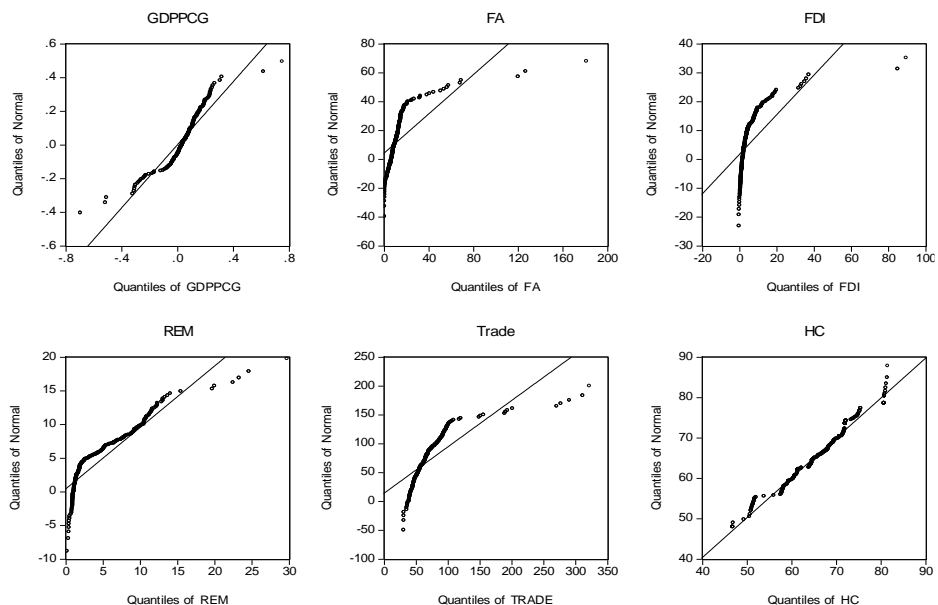 GDPPCG
.6
.4
.2
.0
-.2
-.4
-.6
Quantiles of Normal
-.8 -.4 .0 .4 .8
Quantiles of GDPPCG
FA
80
60
40
20
0
-20
-40
-60
Quantiles of Normal
0 40 80 120 160 200
Quantiles of FA
FDI
40
30
20
10
0
-10
-20
-30
Quantiles of Normal
-20 0 20 40 60 80 100
Quantiles of FDI
REM
20
15
10
5
0
-5
-10
Quantiles of Normal
0 5 10 15 20 25 30
Quantiles of REM
Trade
250
200
150
100
50
0
-50
-100
Quantiles of Normal
0 50 100 150 200 250 300 350
Quantiles of TRADE
HC
90
80
70
60
50
40
Quantiles of Normal
40 50 60 70 80 90
Quantiles of HC